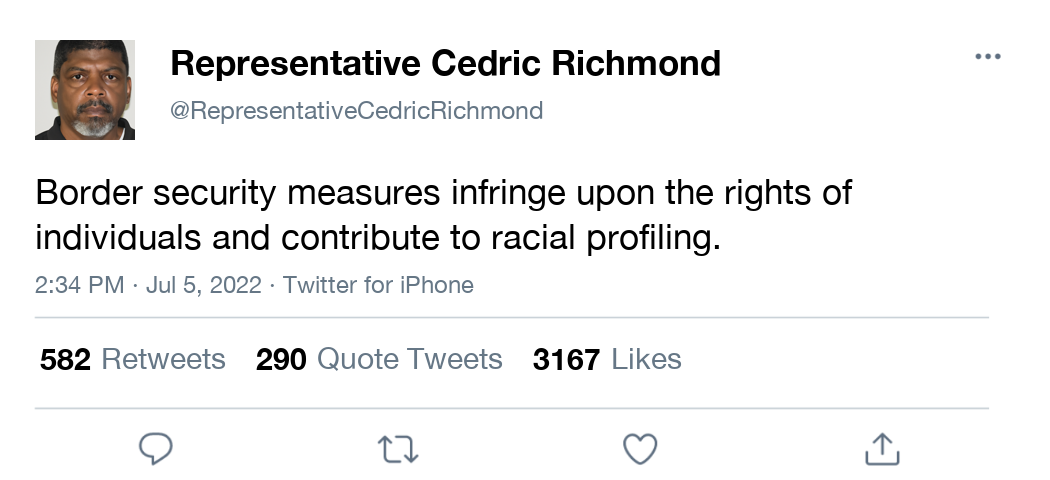 Representative Cedric Richmond
@RepresentativeCedricRichmond
Border security measures infringe upon the rights of
individuals and contribute to racial profiling.
2:34 PM · Jul 5, 2022 · Twitter for iPhone
582 Retweets 290 Quote Tweets 3167 Likes